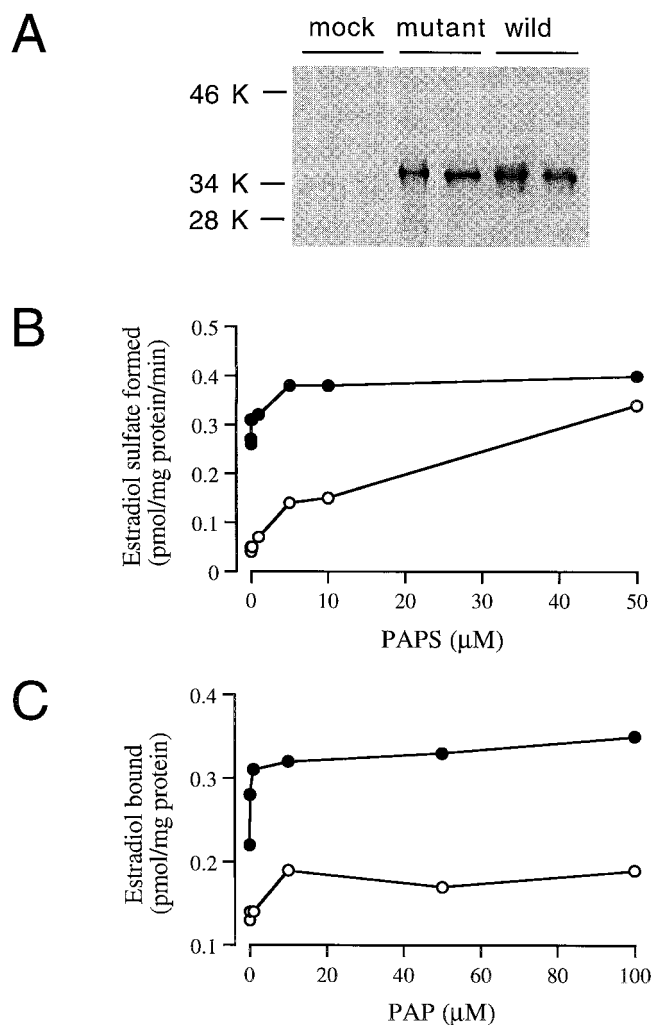 A
mock mutant wild
46 K
34 K
28 K
B
Estradiol sulfate formed
(pmol/mg protein/min)
0.5
0.4
0.3
0.2
0.1
0
0 10 20 30 40 50
PAPS (µM)
C
Estradiol bound
(pmol/mg protein)
0.4
0.3
0.2
0.1
0 20 40 60 80 100
PAP (µM)